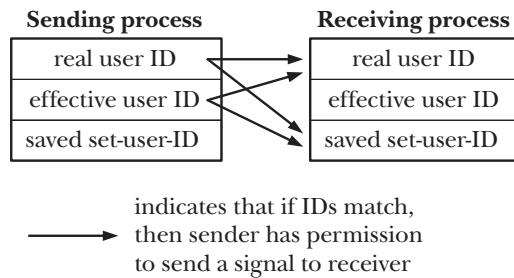 Sending process
Receiving process
real user ID
real user ID
effective user ID
effective user ID
saved set-user-ID
saved set-user-ID
indicates that if IDs match,
then sender has permission
to send a signal to receiver